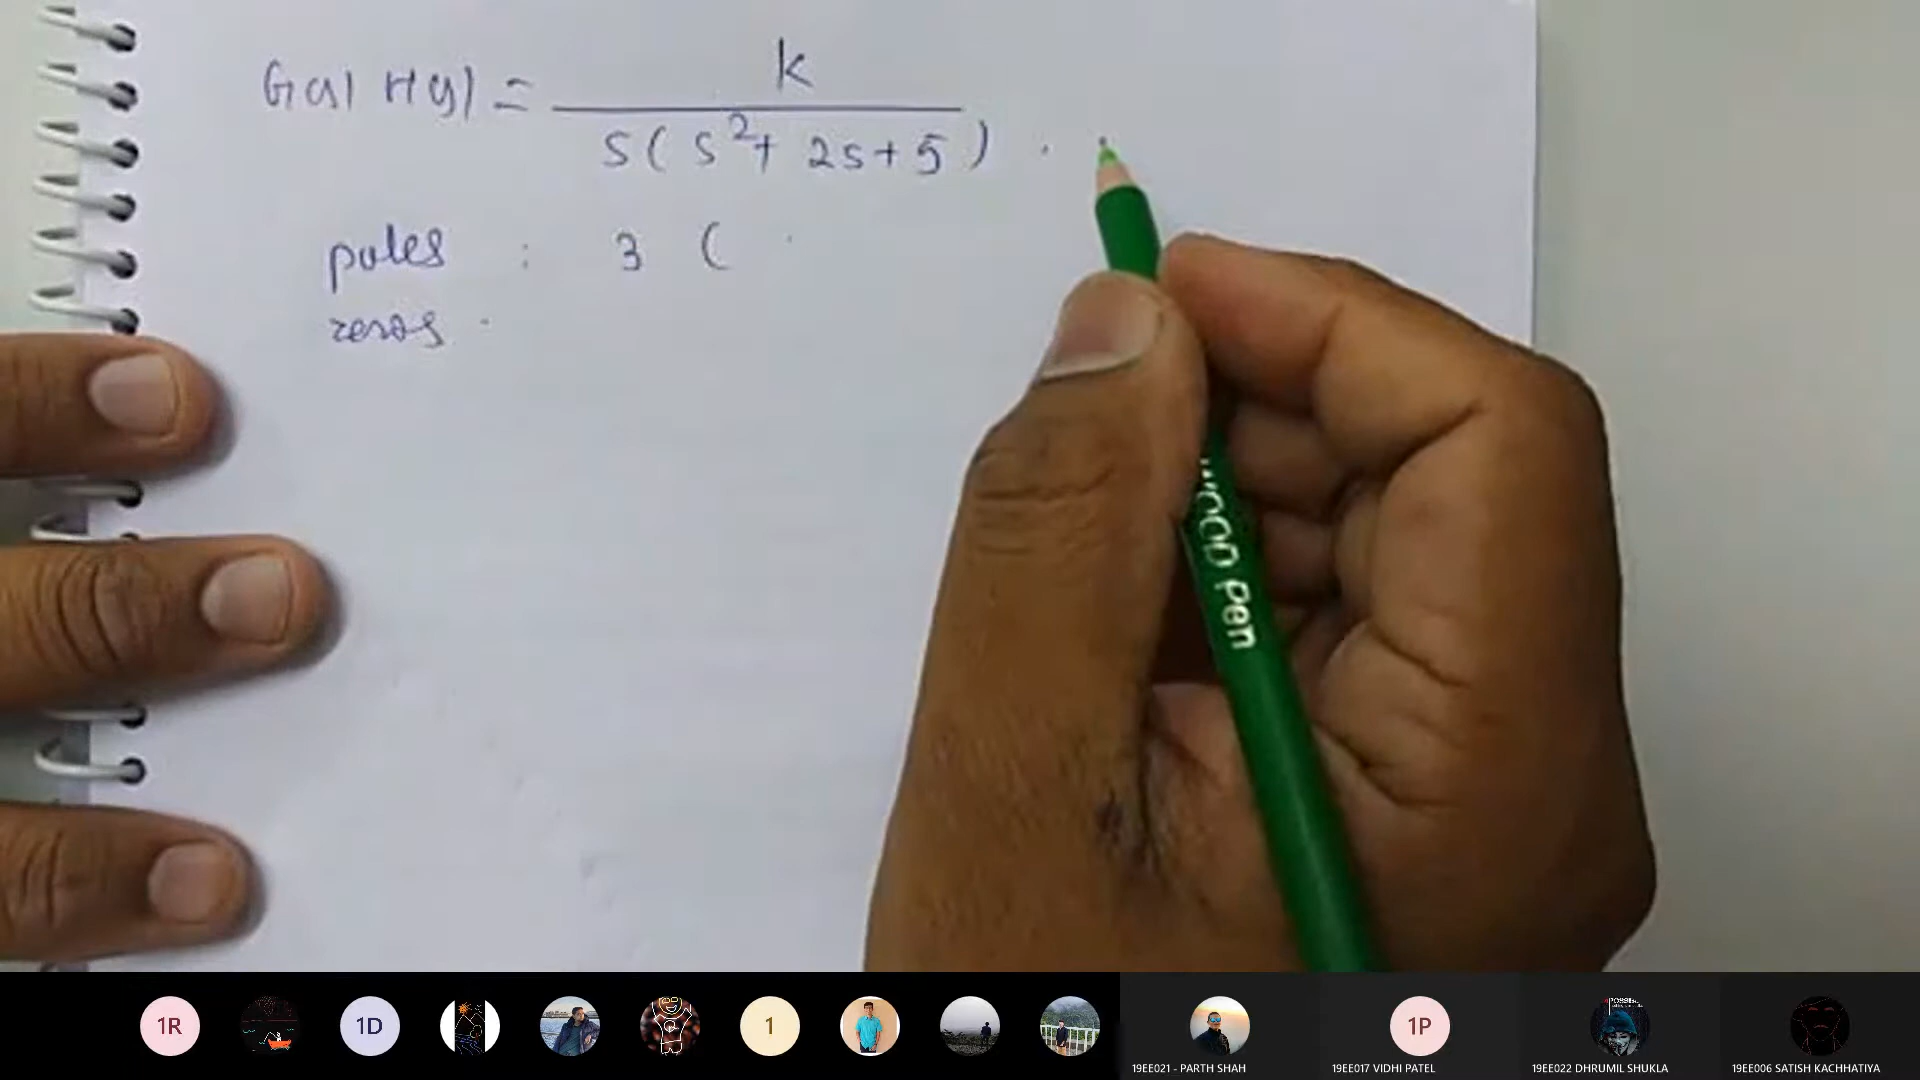 G(s) H(s) = K
S(S²+ 2S+5) .
poles : 3 (
zeros .
WOOD Pen
1R
1D
1
1P
19EE021 - PARTH SHAH
19EE017 VIDHI PATEL
19EE022 DHRUMIL SHUKLA
19EE006 SATISH KACHHATIYA